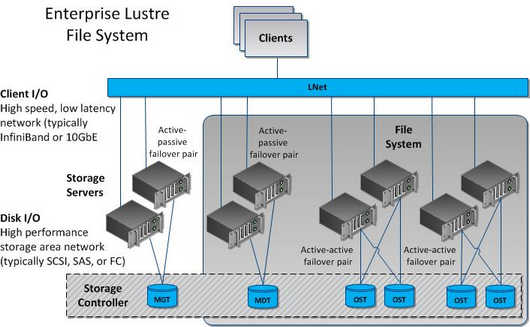 Enterprise Lustre
File System
Clients
LNet
Client I/O
High speed, low latency
network (typically
InfiniBand or 10GbE
Active-
passive
failover pair
Active-
passive
failover pair
File
System
Storage
Servers
Disk I/O
High performance
storage area network
(typically SCSI, SAS, or FC)
Active-active
failover pair
Active-active
failover pair
Storage
Controller
MGT
MDT
OST
OST
OST
OST